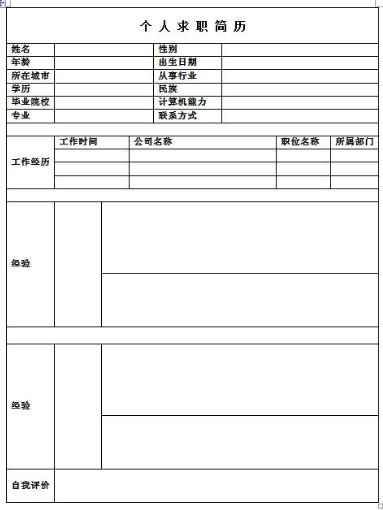 个人求职简历
姓名 性别
年龄 出生日期
所在城市 从事行业
学历 民族
毕业院校 计算机能力
专业 联系方式
工作经历 工作时间 公司名称 职位名称 所属部门
经验
经验
自我评价